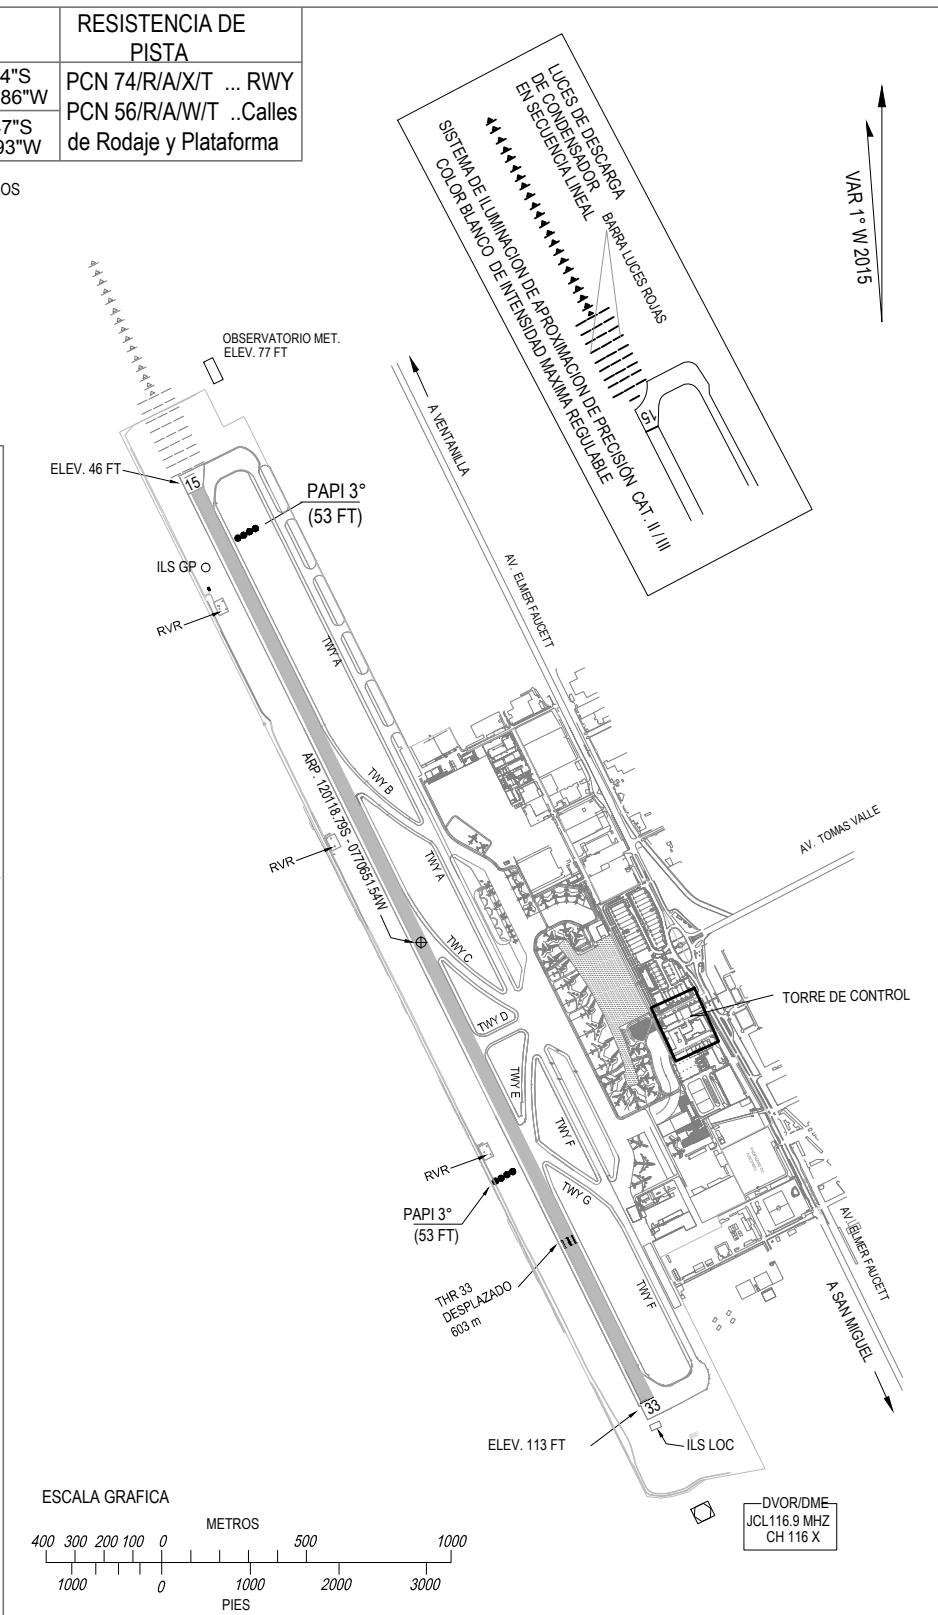 RESISTENCIA DE
PISTA
4"S
86"W
PCN 74/R/A/X/T ... RWY
7"S
93"W
PCN 56/R/A/W/T ..Calles
de Rodaje y Plataforma
OS
LUCES DE DESCARGA
DE CONDENSADOR
EN SECUENCIA LINEAL
BARRA LUCES ROJAS
SISTEMA DE ILUMINACION DE APROXIMACION DE PRECISIÓN CAT. II / III
COLOR BLANCO DE INTENSIDAD MAXIMA REGULABLE
15
VAR 1° W 2015
OBSERVATORIO MET.
ELEV. 77 FT
A VENTANILLA
ELEV. 46 FT
15
PAPI 3°
(53 FT)
ILS GP
RVR
AV. ELMER FAUCETT
TWY A
TWY B
ARP. 120118.79S - 0770651.54W
AV. TOMAS VALLE
RVR
TWY A
TWY C
TORRE DE CONTROL
TWY D
TWY E
TWY F
RVR
TWY G
PAPI 3°
(53 FT)
AV. ELMER FAUCETT
THR 33
DESPLAZADO
603 m
TWY F
A SAN MIGUEL
33
ELEV. 113 FT
ILS LOC
DVOR/DME
JCL116.9 MHZ
CH 116 X
ESCALA GRAFICA
METROS
400 300 200 100 0 500 1000
1000 0 1000 2000 3000
PIES